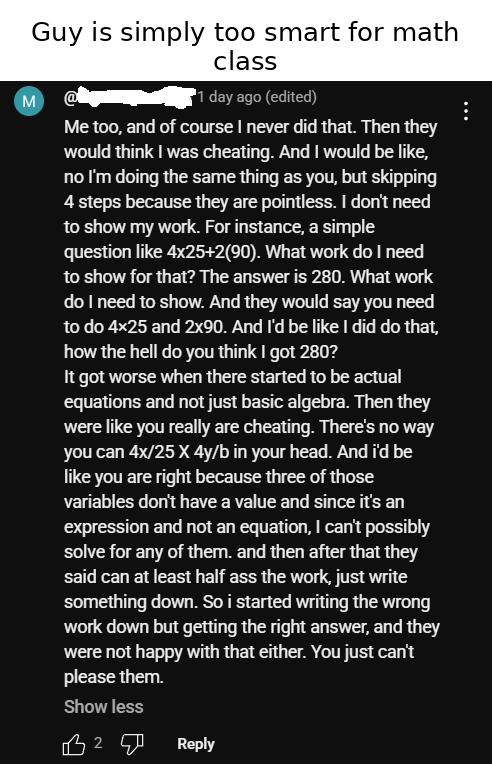 Guy is simply too smart for math
class
M
@ 1 day ago (edited)
Me too, and of course I never did that. Then they
would think I was cheating. And I would be like,
no I'm doing the same thing as you, but skipping
4 steps because they are pointless. I don't need
to show my work. For instance, a simple
question like 4x25+2(90). What work do I need
to show for that? The answer is 280. What work
do I need to show. And they would say you need
to do 4×25 and 2x90. And I'd be like I did do that,
how the hell do you think I got 280?
It got worse when there started to be actual
equations and not just basic algebra. Then they
were like you really are cheating. There's no way
you can 4x/25 X 4y/b in your head. And i'd be
like you are right because three of those
variables don't have a value and since it's an
expression and not an equation, I can't possibly
solve for any of them. and then after that they
said can at least half ass the work, just write
something down. So i started writing the wrong
work down but getting the right answer, and they
were not happy with that either. You just can't
please them.
Show less
2 Reply